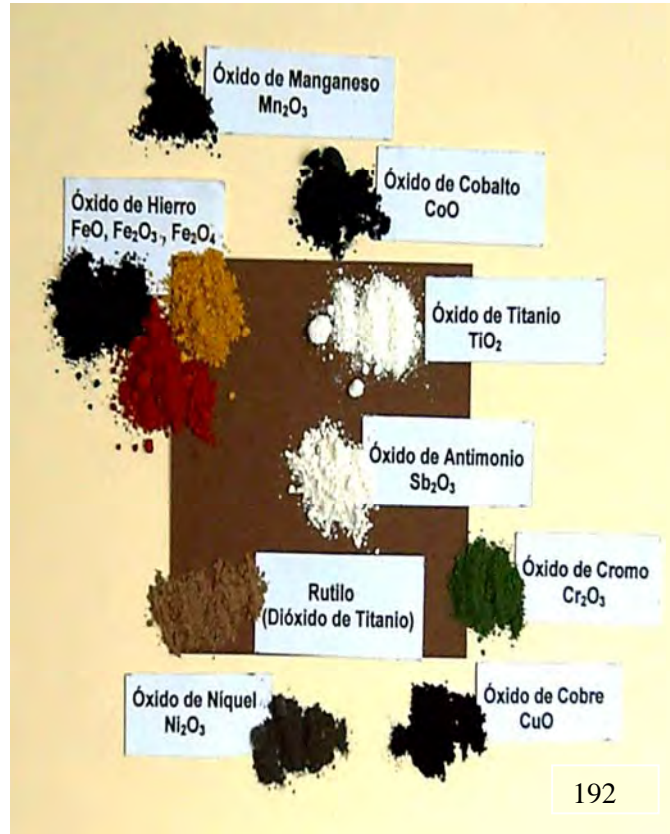 Óxido de Manganeso
Mn₂O₃
Óxido de Cobalto
CoO
Óxido de Hierro
FeO, Fe₂O₃, Fe₂O₄
Óxido de Titanio
TiO₂
Óxido de Antimonio
Sb₂O₃
Óxido de Cromo
Cr₂O₃
Rutilo
(Dióxido de Titanio)
Óxido de Níquel
Ni₂O₃
Óxido de Cobre
CuO
192